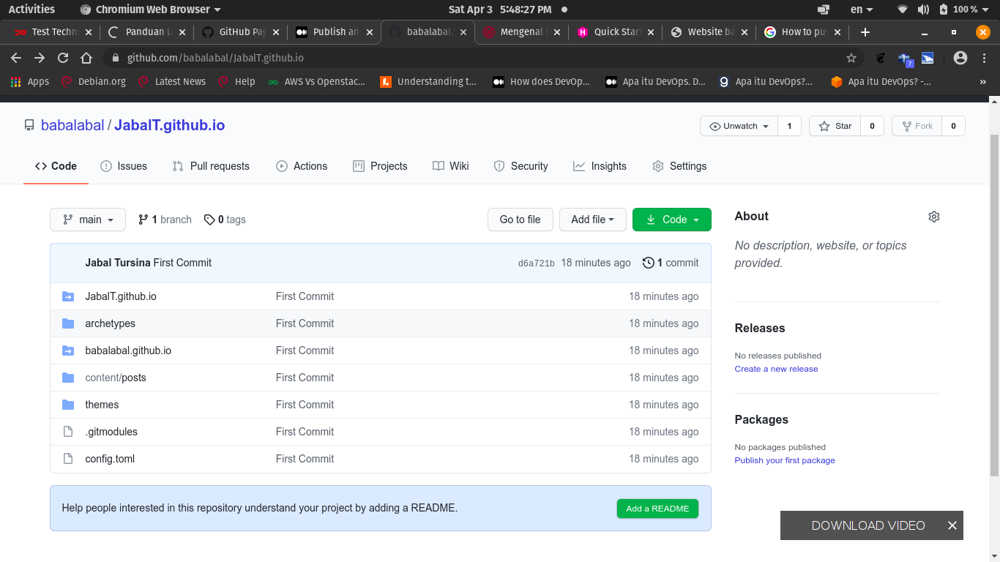 Activities Chromium Web Browser Sat Apr 3 5:48:27 PM en 100 %
Test Techni Panduan L GitHub Pag Publish an babalabal/ Mengenal Quick Star Website ba How to pu
github.com/babalabal/JabalT.github.io 7
Apps Debian.org Latest News Help AWS Vs Openstac... Understanding t... How does DevOp... Apa itu DevOps. D... Apa itu DevOps?... Apa itu DevOps? -... »
babalabal / JabalT.github.io Unwatch 1 Star 0 Fork 0
Code Issues Pull requests Actions Projects Wiki Security Insights Settings
main 1 branch 0 tags Go to file Add file Code
About
No description, website, or topics
provided.
Jabal Tursina First Commit d6a721b 18 minutes ago 1 commit
JabalT.github.io First Commit 18 minutes ago
archetypes First Commit 18 minutes ago
babalabal.github.io First Commit 18 minutes ago
content/posts First Commit 18 minutes ago
themes First Commit 18 minutes ago
.gitmodules First Commit 18 minutes ago
config.toml First Commit 18 minutes ago
Releases
No releases published
Create a new release
Packages
No packages published
Publish your first package
Help people interested in this repository understand your project by adding a README. Add a README
DOWNLOAD VIDEO